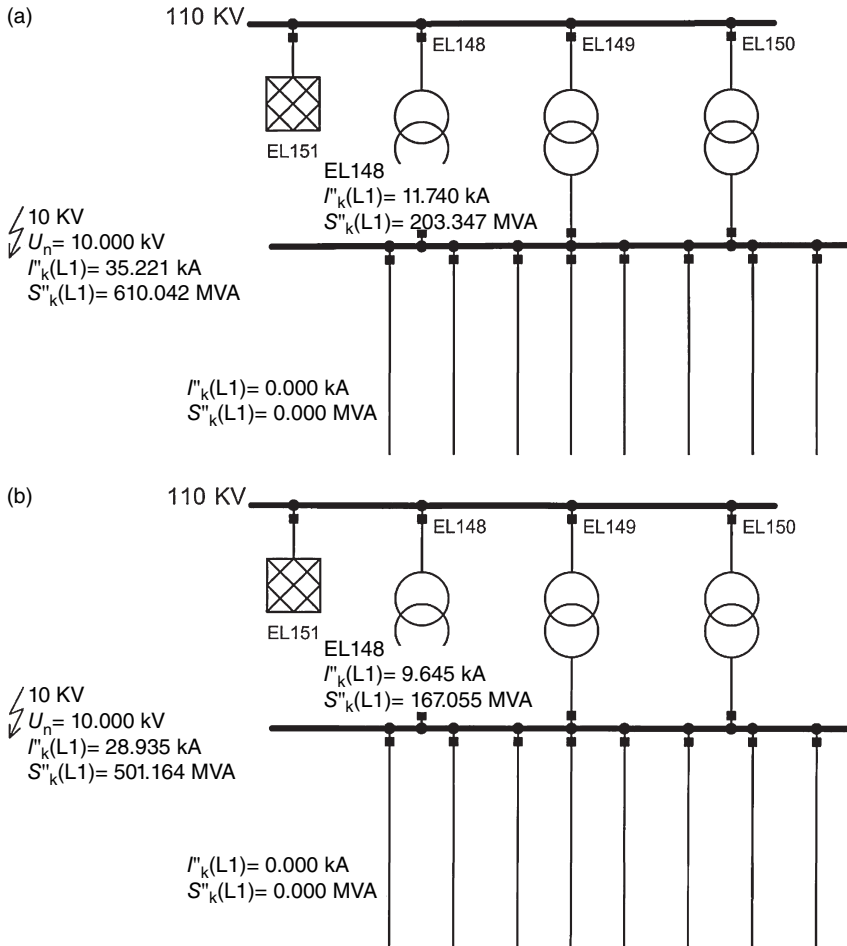 (a)
110 KV
EL148
EL149
EL150
EL151
EL148
I"k(L1)= 11.740 kA
S"k(L1)= 203.347 MVA
10 KV
Un= 10.000 kV
I"k(L1)= 35.221 kA
S"k(L1)= 610.042 MVA
I"k(L1)= 0.000 kA
S"k(L1)= 0.000 MVA
(b)
110 KV
EL148
EL149
EL150
EL151
EL148
I"k(L1)= 9.645 kA
S"k(L1)= 167.055 MVA
10 KV
Un= 10.000 kV
I"k(L1)= 28.935 kA
S"k(L1)= 501.164 MVA
I"k(L1)= 0.000 kA
S"k(L1)= 0.000 MVA